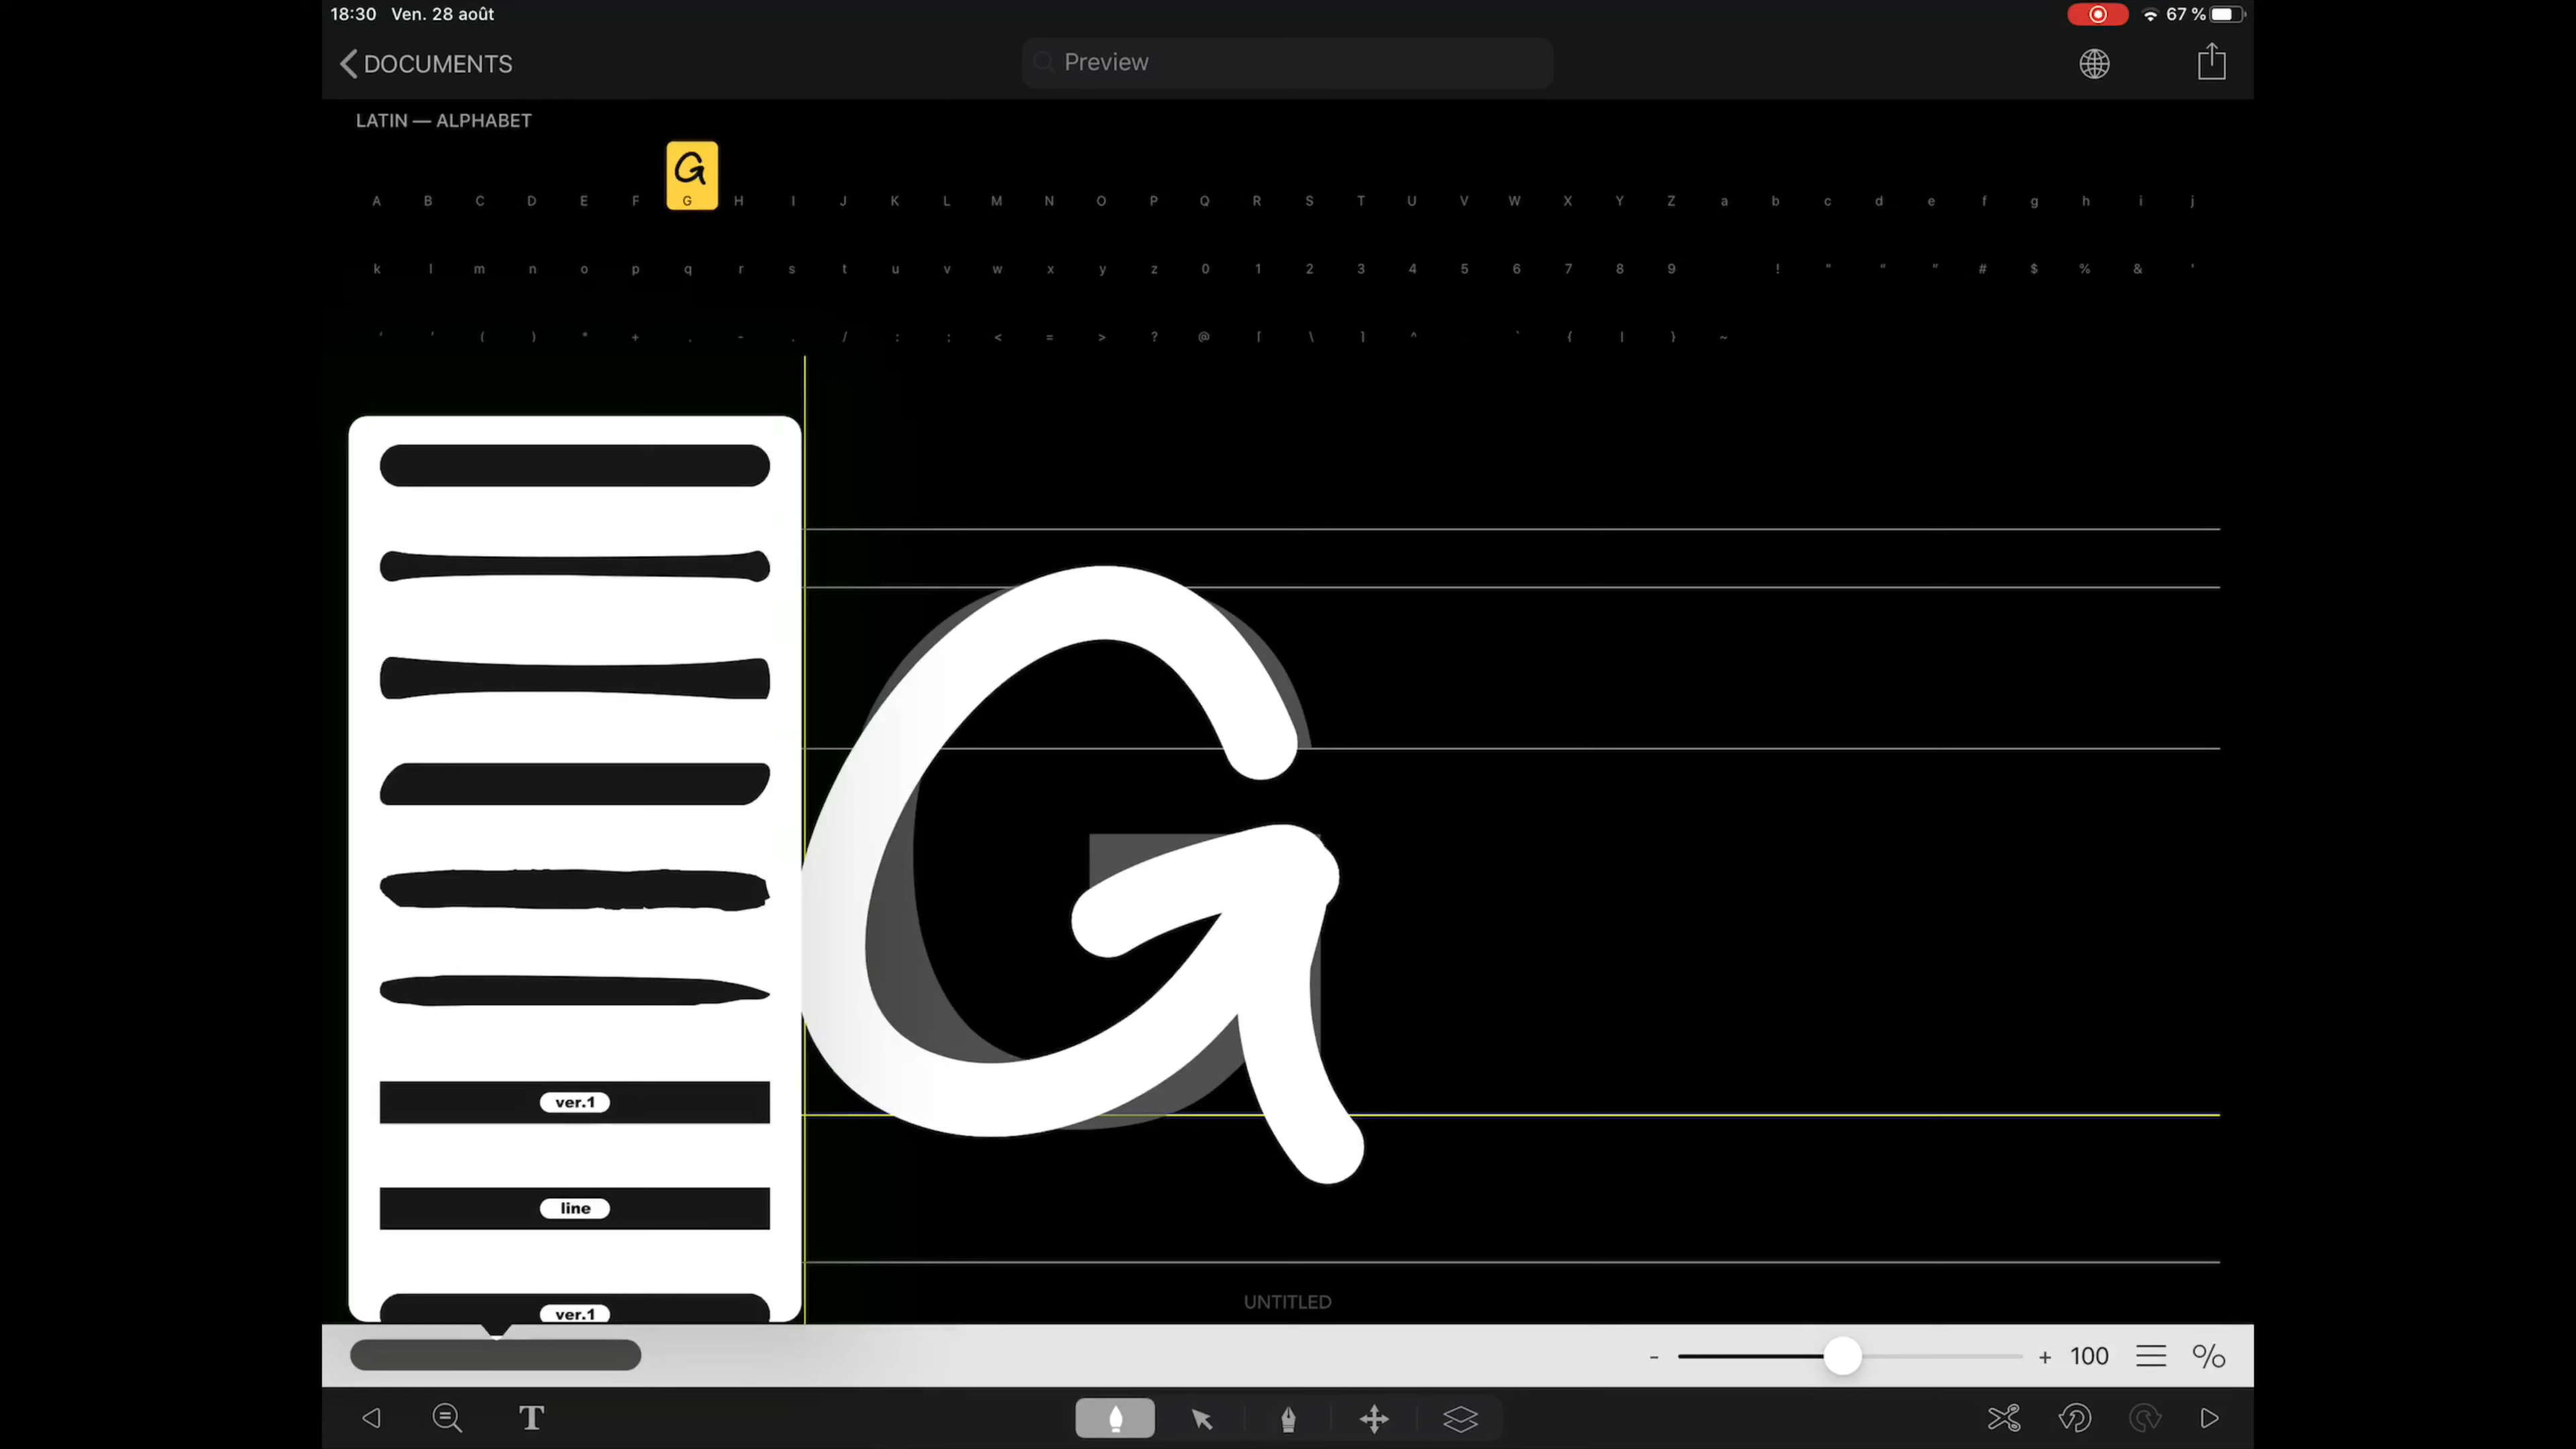 18:30 Ven. 28 août 67 %
DOCUMENTS Preview
LATIN — ALPHABET
G
A B C D E F G H I J K L M N O P Q R S T U V W X Y Z a b c d e f g h i j
k l m n o p q r s t u v w x y z 0 1 2 3 4 5 6 7 8 9 ! " “ ” # $ % & '
‘ ’ ( ) * + , - . / : ; < = > ? @ [ \ ] ^ ` { | } ~
G
ver.1
line
ver.1
UNTITLED
- + 100 %
T